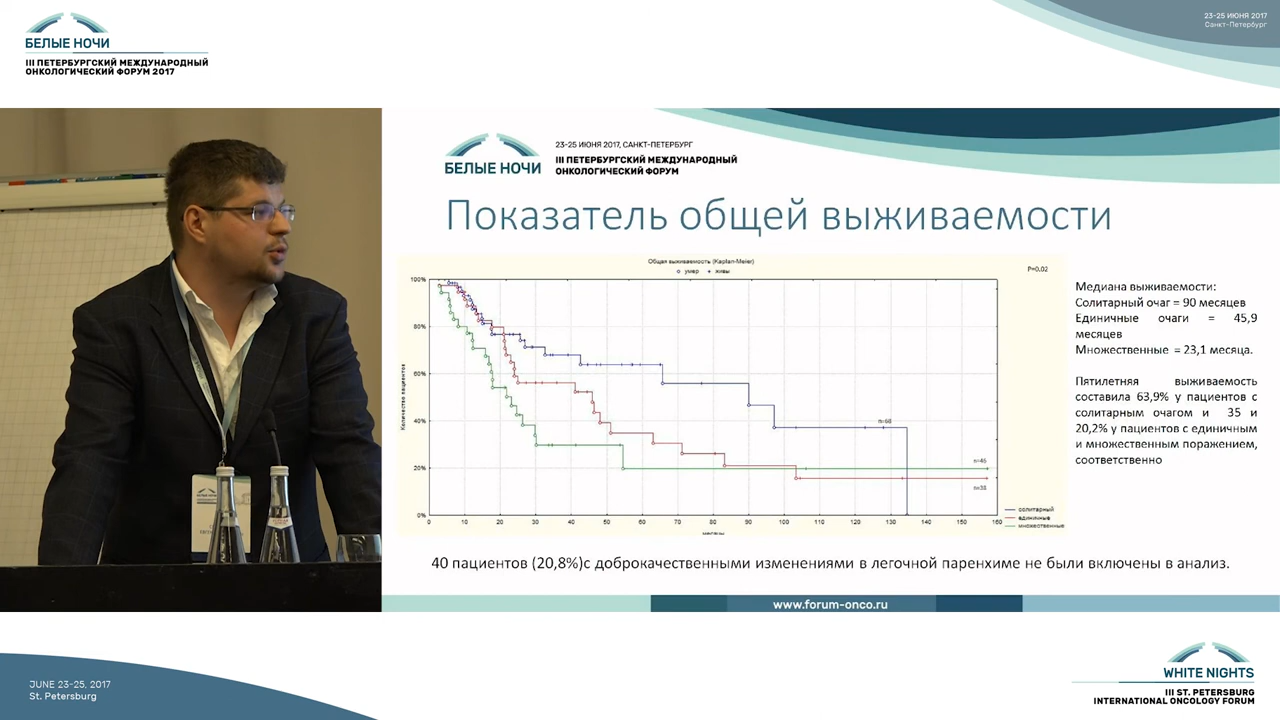 БЕЛЫЕ НОЧИ
III ПЕТЕРБУРГСКИЙ МЕЖДУНАРОДНЫЙ
ОНКОЛОГИЧЕСКИЙ ФОРУМ 2017
23-25 ИЮНЯ 2017
Санкт-Петербург
БЕЛЫЕ НОЧИ
23-25 ИЮНЯ 2017, САНКТ-ПЕТЕРБУРГ
III ПЕТЕРБУРГСКИЙ МЕЖДУНАРОДНЫЙ
ОНКОЛОГИЧЕСКИЙ ФОРУМ
Показатель общей выживаемости
Общая выживаемость (Kaplan-Meier)
умер + живы
P=0,02
100%
80%
60%
40%
20%
0%
Количество пациентов
0 10 20 30 40 50 60 70 80 90 100 110 120 130 140 150 160
месяцы
n=68
n=46
n=38
солитарный
единичные
множественные
Медиана выживаемости:
Солитарный очаг = 90 месяцев
Единичные очаги = 45,9
месяцев
Множественные = 23,1 месяца.
Пятилетняя выживаемость
составила 63,9% у пациентов с
солитарным очагом и 35 и
20,2% у пациентов с единичным
и множественным поражением,
соответственно
40 пациентов (20,8%)с доброкачественными изменениями в легочной паренхиме не были включены в анализ.
www.forum-onco.ru
БЕЛЫЕ НОЧИ
JUNE 23-25, 2017
St. Petersburg
WHITE NIGHTS
III ST. PETERSBURG
INTERNATIONAL ONCOLOGY FORUM